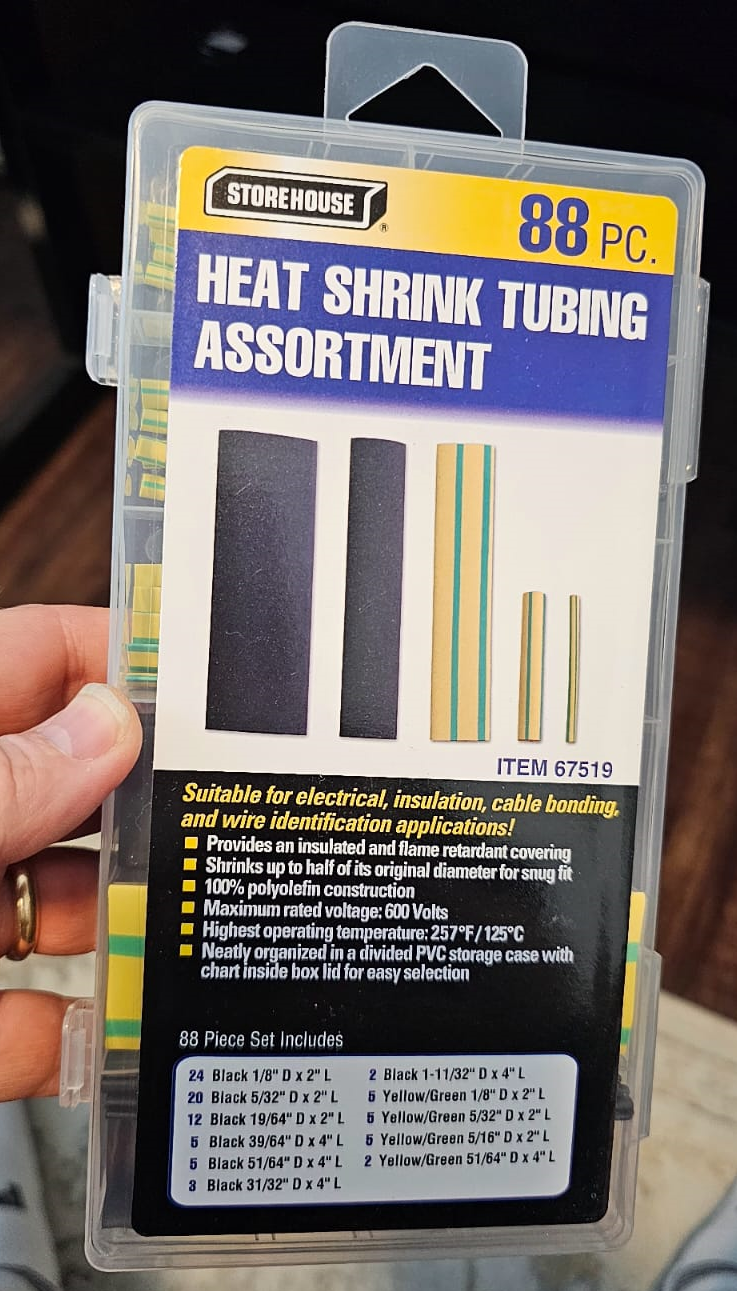 STOREHOUSE
®
88 PC.
HEAT SHRINK TUBING
ASSORTMENT
ITEM 67519
Suitable for electrical, insulation, cable bonding,
and wire identification applications!
Provides an insulated and flame retardant covering
Shrinks up to half of its original diameter for snug fit
100% polyolefin construction
Maximum rated voltage: 600 Volts
Highest operating temperature: 257°F/125°C
Neatly organized in a divided PVC storage case with
chart inside box lid for easy selection
88 Piece Set Includes
24 Black 1/8" D x 2" L
20 Black 5/32" D x 2" L
12 Black 19/64" D x 2" L
5 Black 39/64" D x 4" L
5 Black 51/64" D x 4" L
3 Black 31/32" D x 4" L
2 Black 1-11/32" D x 4" L
5 Yellow/Green 1/8" D x 2" L
5 Yellow/Green 5/32" D x 2" L
5 Yellow/Green 5/16" D x 2" L
2 Yellow/Green 51/64" D x 4" L